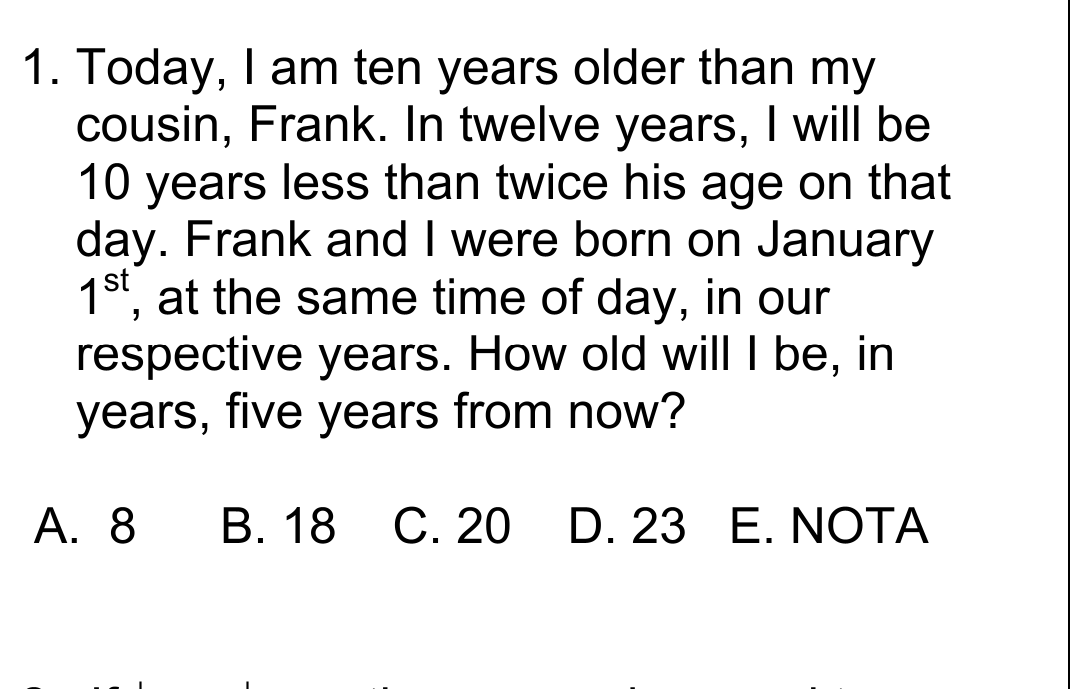 1. Today, I am ten years older than my
cousin, Frank. In twelve years, I will be
10 years less than twice his age on that
day. Frank and I were born on January
1st, at the same time of day, in our
respective years. How old will I be, in
years, five years from now?
A. 8 B. 18 C. 20 D. 23 E. NOTA